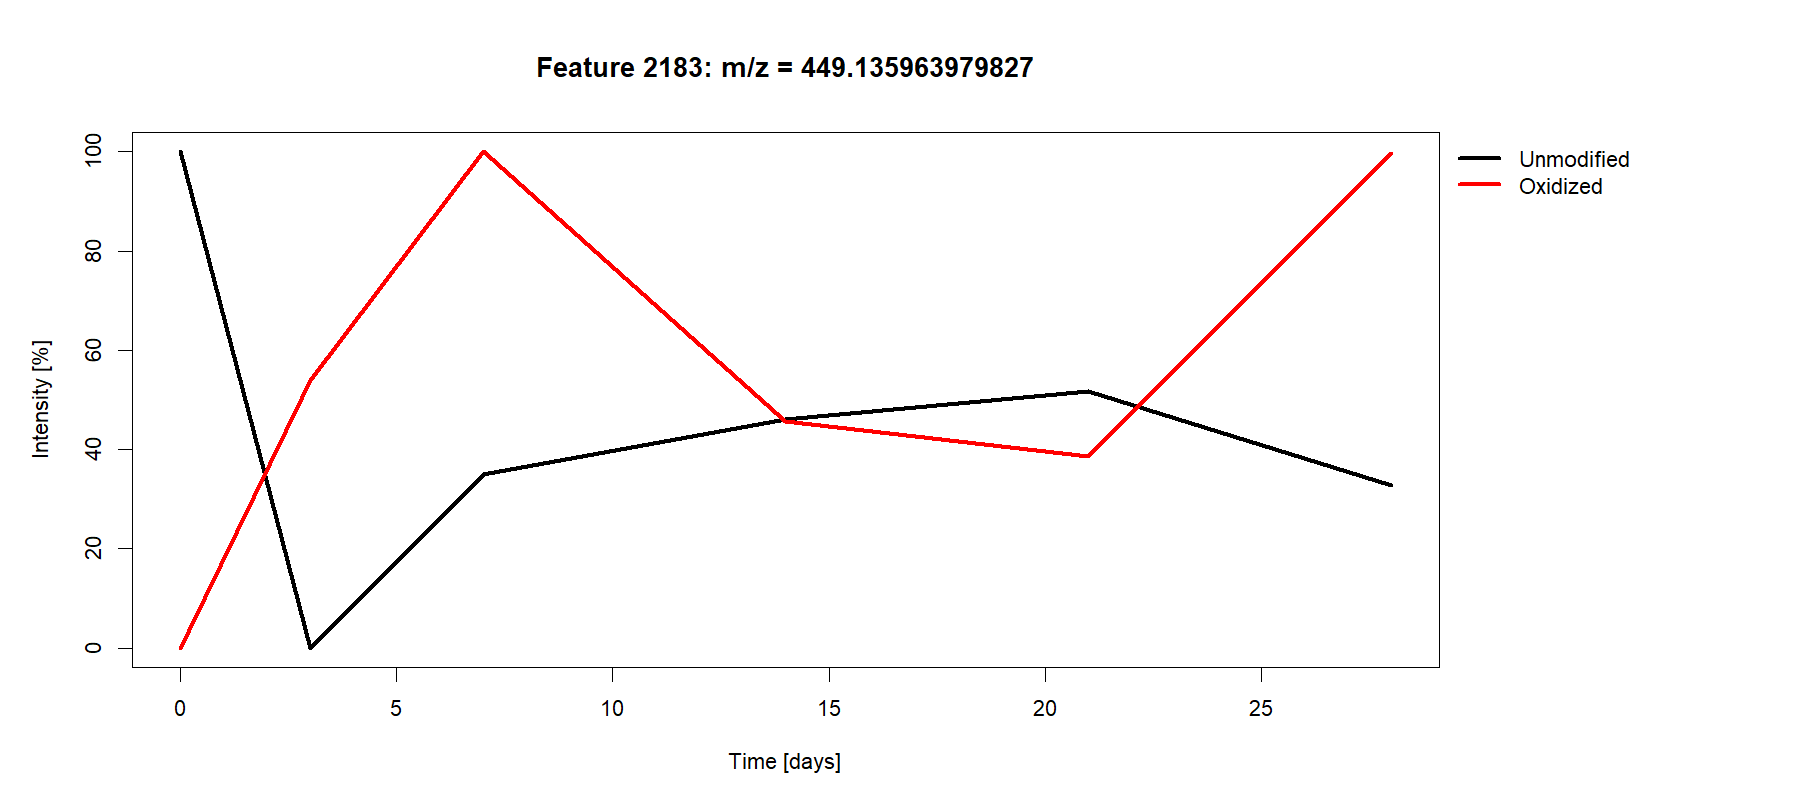 Feature 2183: m/z = 449.135963979827
Unmodified
Oxidized
Intensity [%]
100
80
60
40
20
0
0 5 10 15 20 25
Time [days]